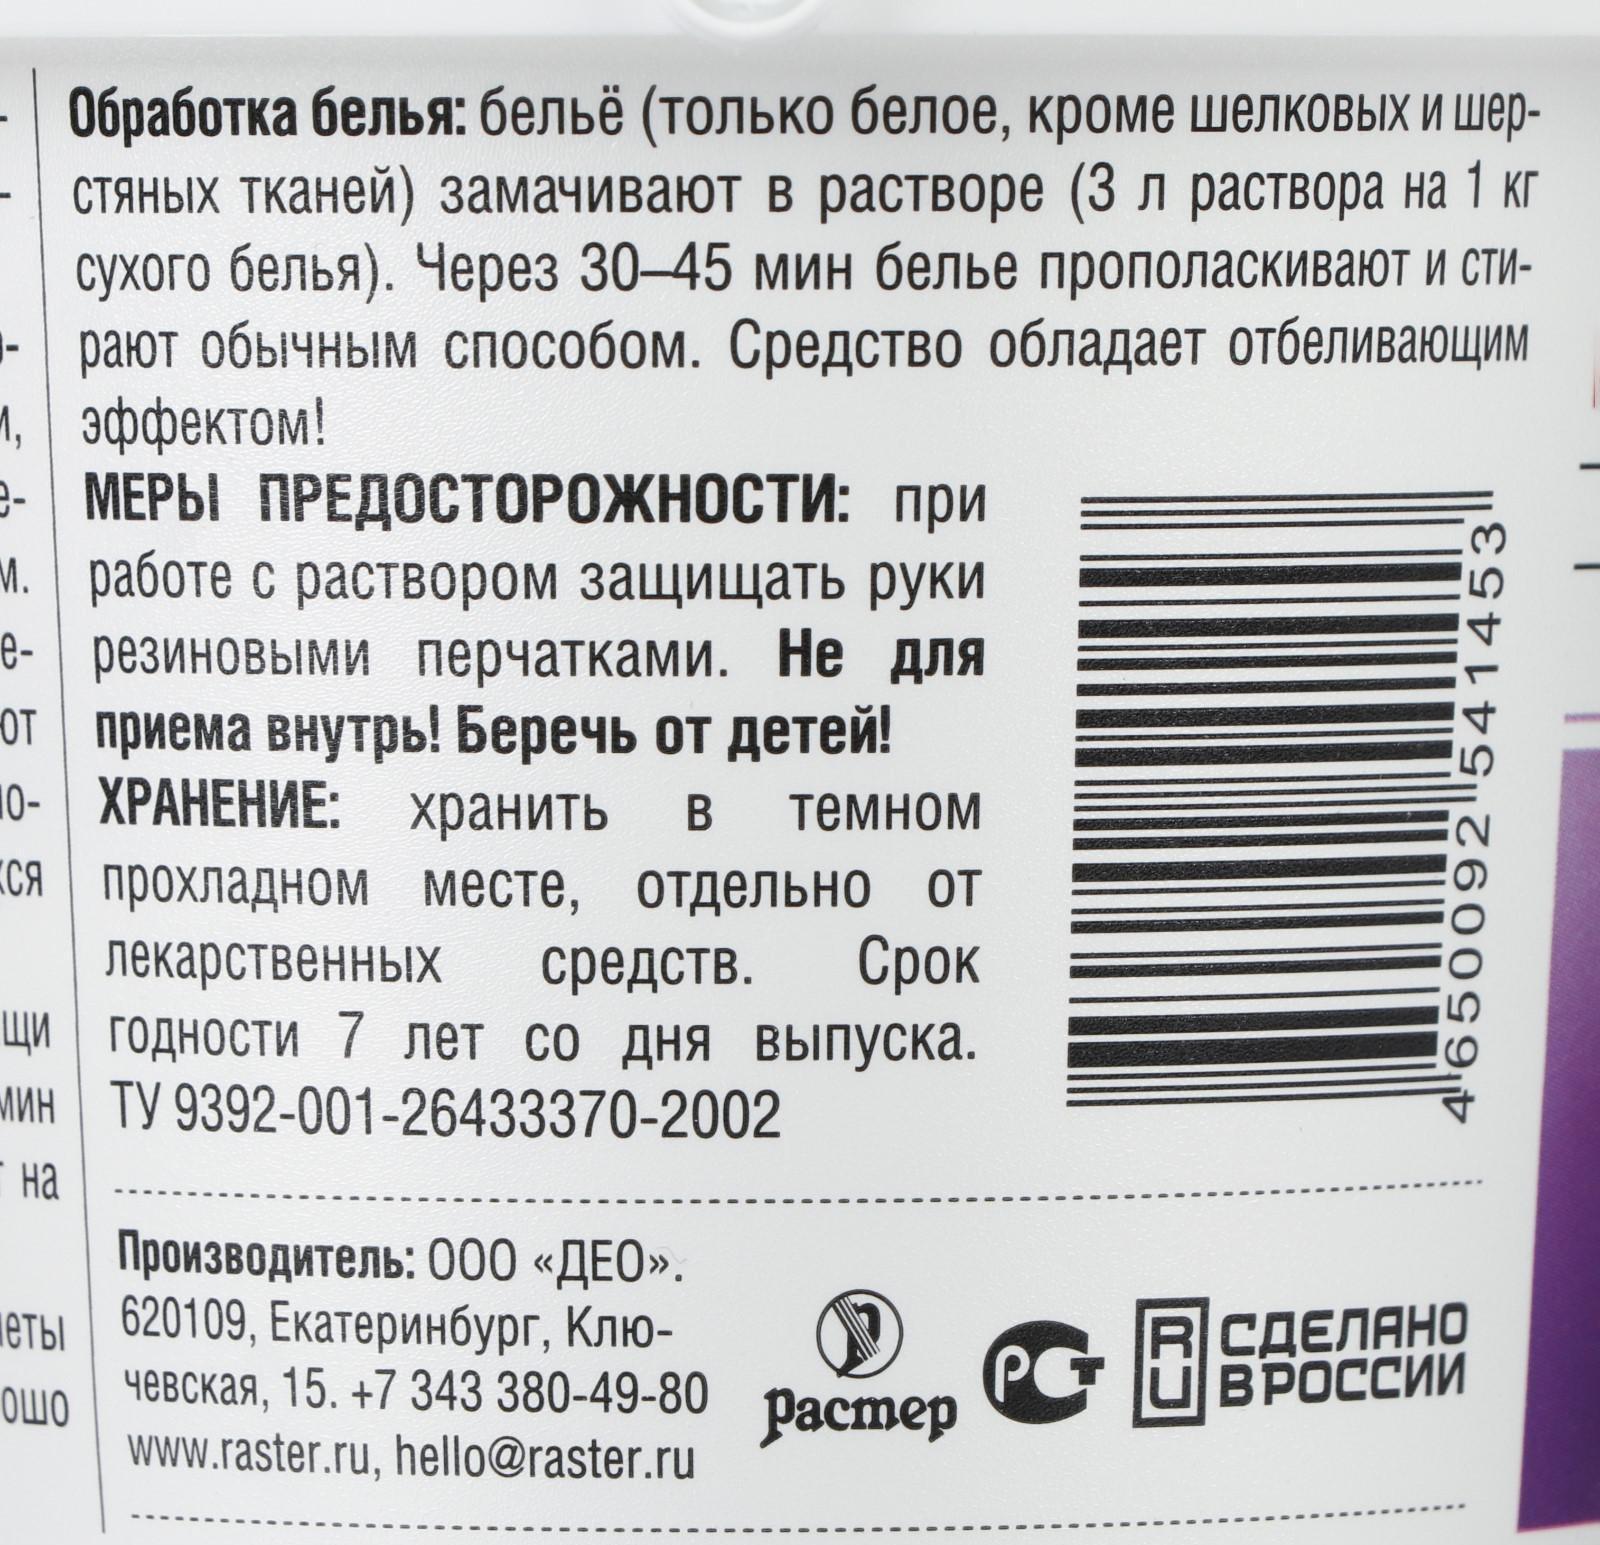 Обработка белья: бельё (только белое, кроме шелковых и шер-
стяных тканей) замачивают в растворе (3 л раствора на 1 кг
сухого белья). Через 30–45 мин белье прополаскивают и сти-
рают обычным способом. Средство обладает отбеливающим
эффектом!
МЕРЫ ПРЕДОСТОРОЖНОСТИ: при
работе с раствором защищать руки
резиновыми перчатками. Не для
приема внутрь! Беречь от детей!
ХРАНЕНИЕ: хранить в темном
прохладном месте, отдельно от
лекарственных средств. Срок
годности 7 лет со дня выпуска.
ТУ 9392-001-26433370-2002
4650092541453
Производитель: ООО «ДЕО».
620109, Екатеринбург, Клю-
чевская, 15. +7 343 380-49-80
www.raster.ru, hello@raster.ru
растер
РСТ
RU
СДЕЛАНО
В РОССИИ
мин
на